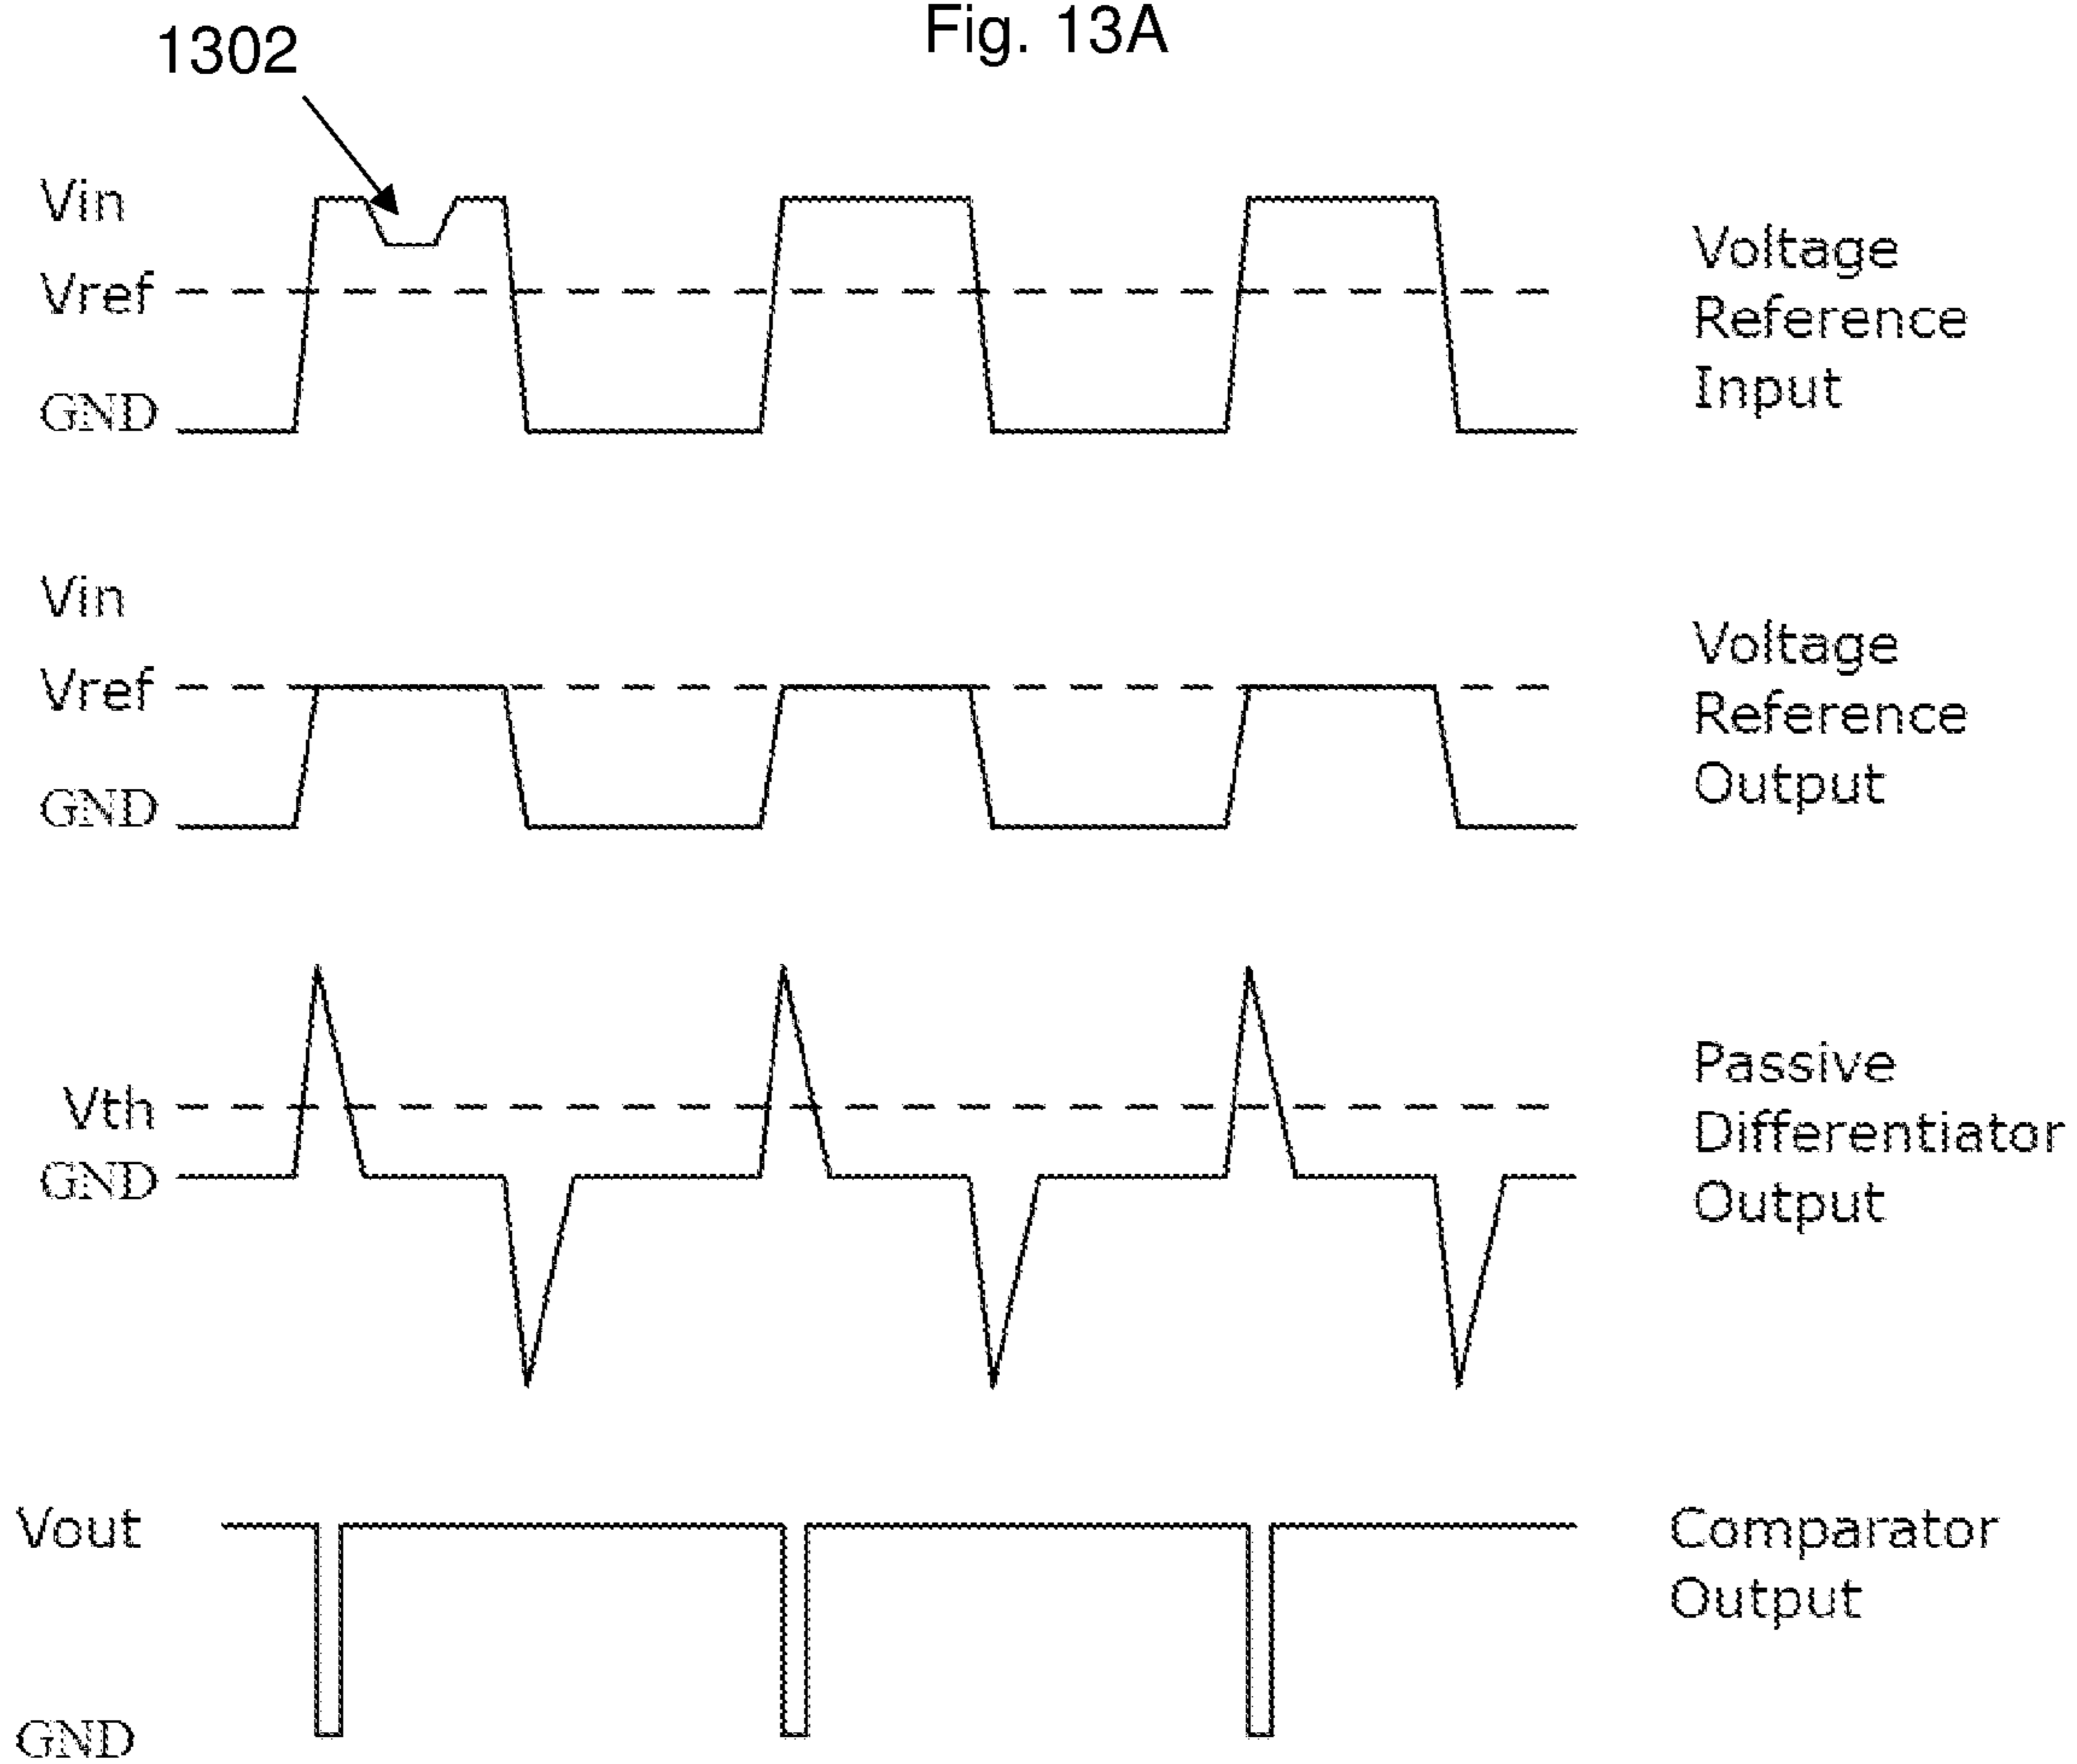 Fig. 13A
1302
Vin
Vref
GND
Voltage
Reference
Input
Vin
Vref
GND
Voltage
Reference
Output
Vth
GND
Passive
Differentiator
Output
Vout
GND
Comparator
Output